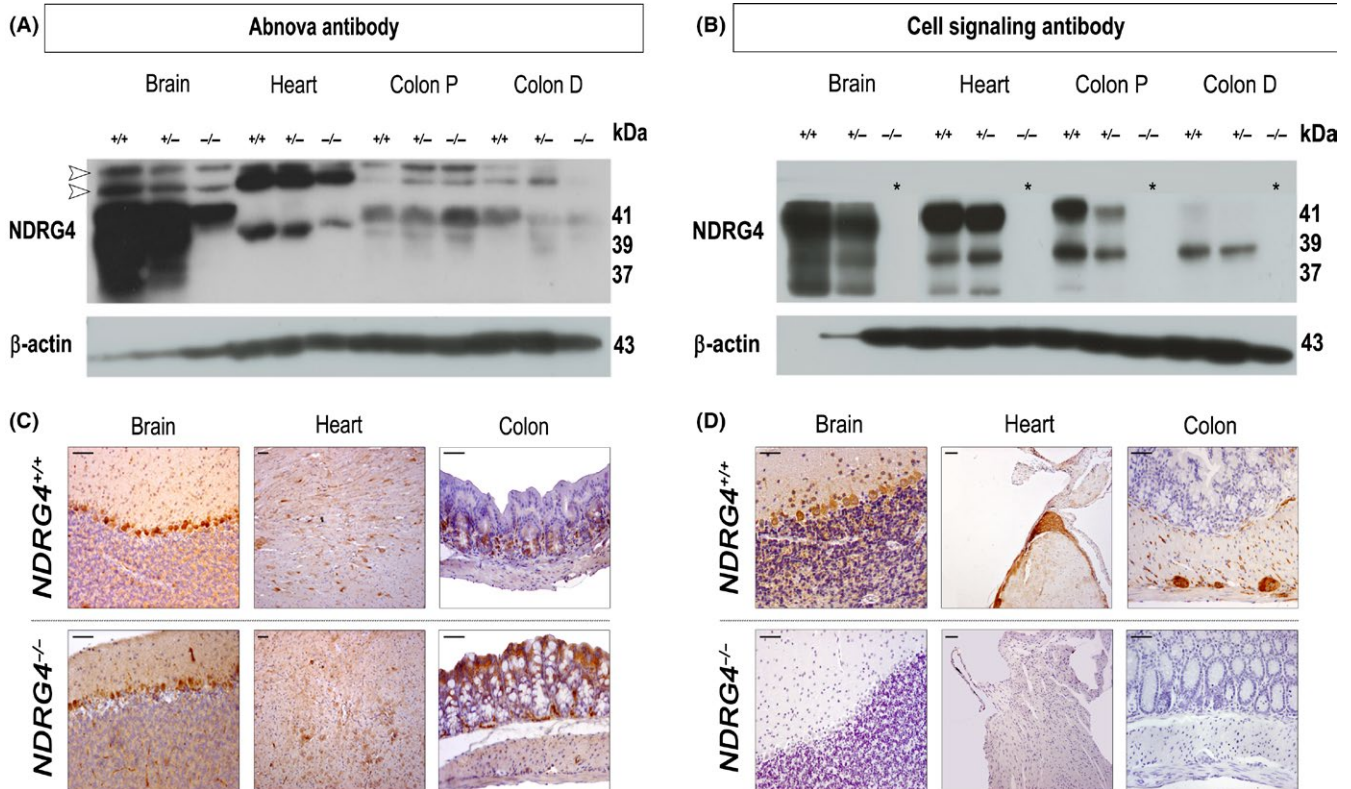 (A) Abnova antibody
Brain Heart Colon P Colon D
+/+ +/– –/– +/+ +/– –/– +/+ +/– –/– +/+ +/– –/– kDa
NDRG4
41
39
37
β-actin 43
(B) Cell signaling antibody
Brain Heart Colon P Colon D
+/+ +/– –/– +/+ +/– –/– +/+ +/– –/– +/+ +/– –/– kDa
* * * *
NDRG4
41
39
37
β-actin 43
(C)
Brain Heart Colon
NDRG4+/+
NDRG4–/–
(D)
Brain Heart Colon
NDRG4+/+
NDRG4–/–